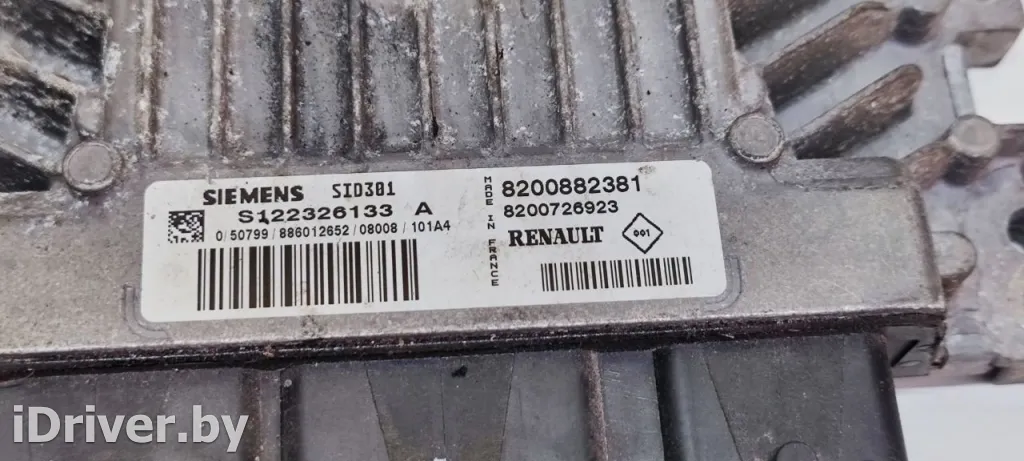 SIEMENS SID301
S122326133 A
0/50799/886012652/08008/101A4
MADE IN FRANCE
8200882381
8200726923
RENAULT 001
iDriver.by